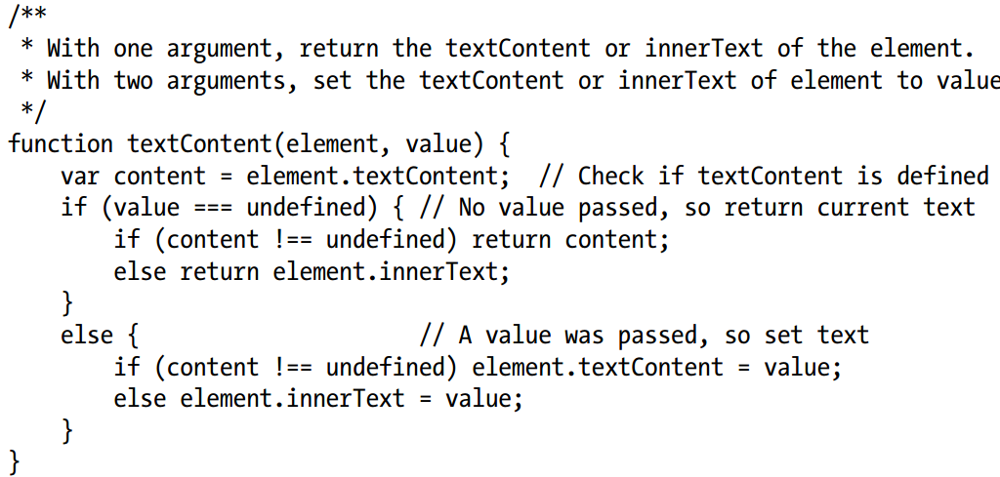 /**
 * With one argument, return the textContent or innerText of the element.
 * With two arguments, set the textContent or innerText of element to value
 */
function textContent(element, value) {
    var content = element.textContent;  // Check if textContent is defined
    if (value === undefined) { // No value passed, so return current text
        if (content !== undefined) return content;
        else return element.innerText;
    }
    else {                     // A value was passed, so set text
        if (content !== undefined) element.textContent = value;
        else element.innerText = value;
    }
}